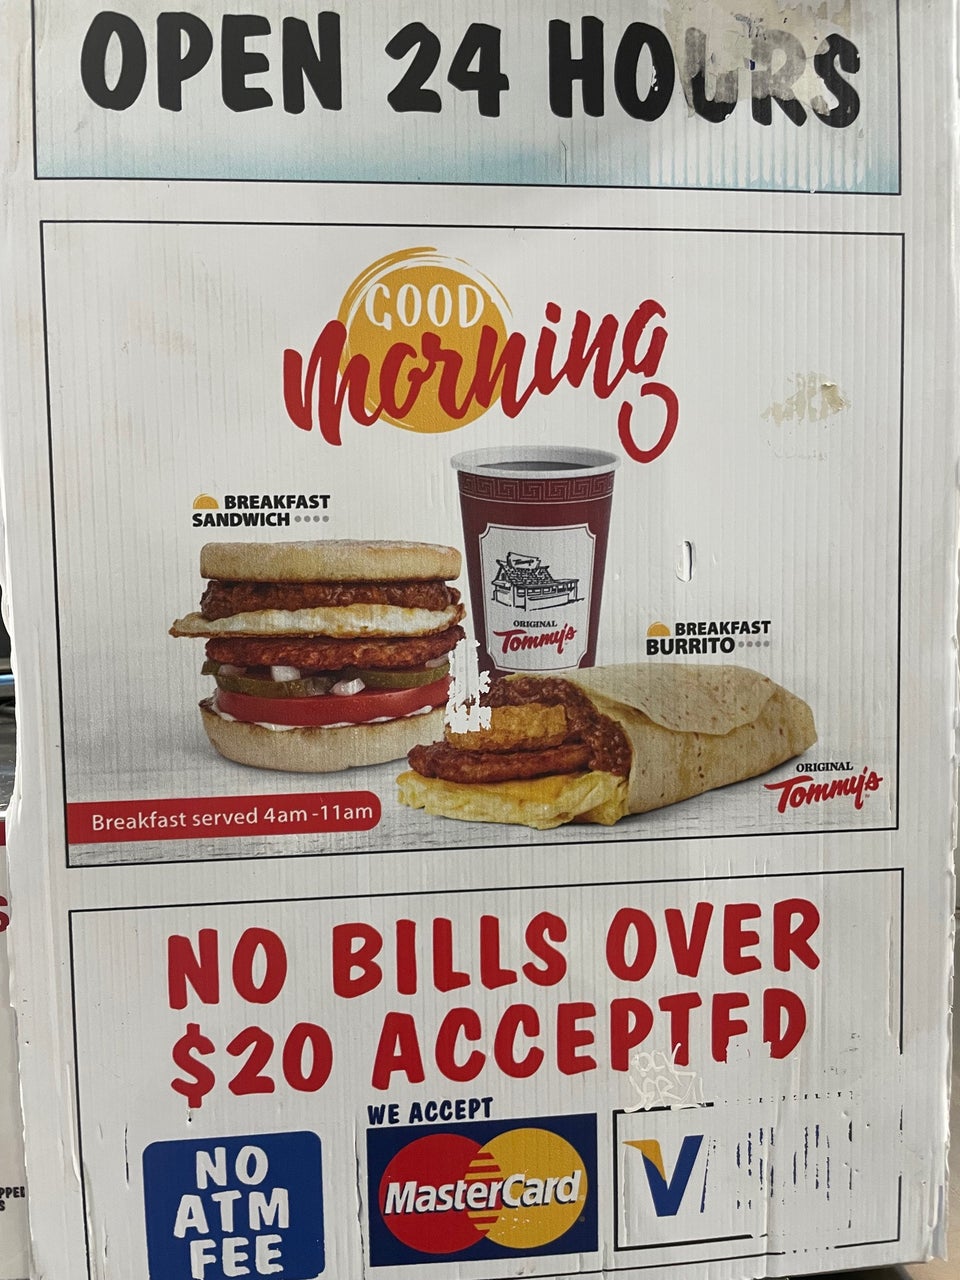 OPEN 24 HOURS
GOOD
morning
BREAKFAST
SANDWICH
Tommy's
ORIGINAL
Tommy's
BREAKFAST
BURRITO
ORIGINAL
Tommy's
Breakfast served 4am-11am
NO BILLS OVER
$20 ACCEPTED
WE ACCEPT
NO
ATM
FEE
MasterCard
V